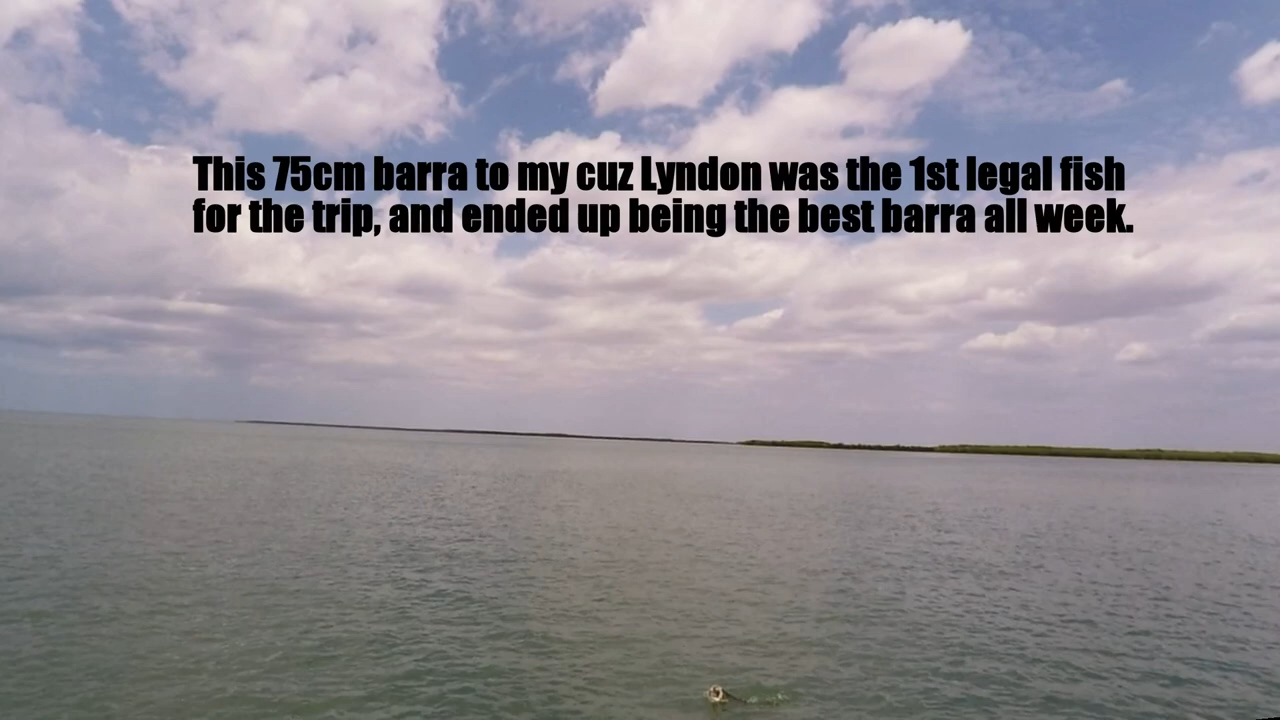 This 75cm barra to my cuz Lyndon was the 1st legal fish
for the trip, and ended up being the best barra all week.